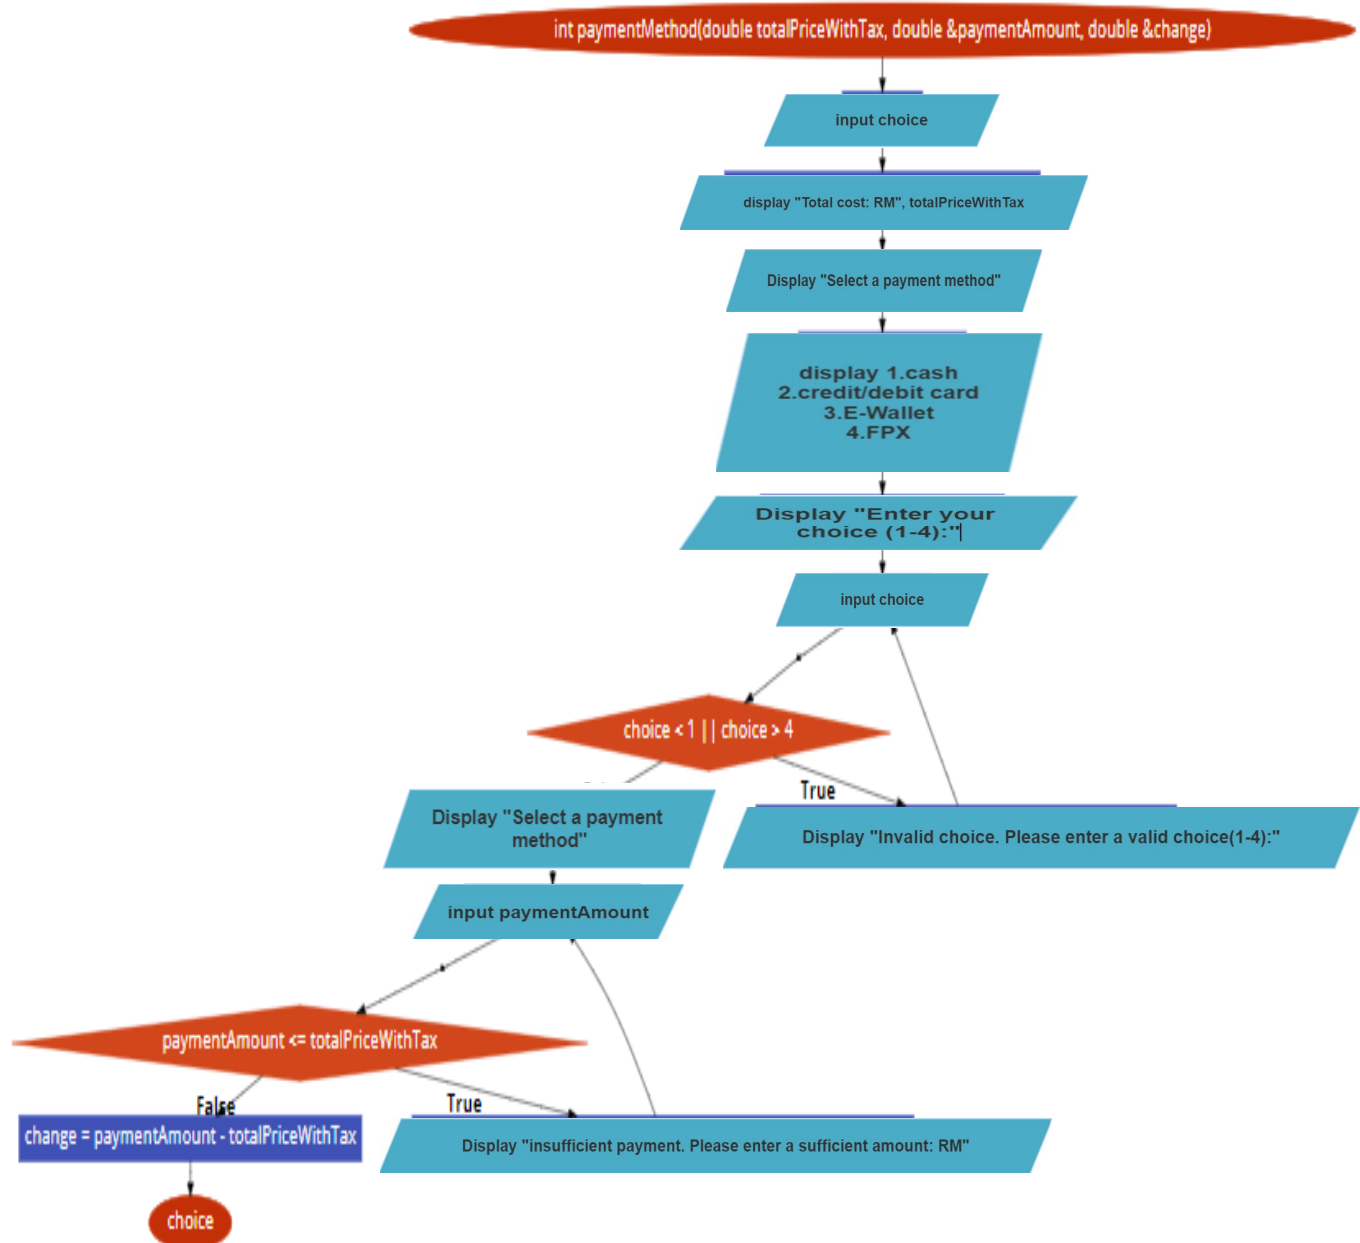 int paymentMethod(double totalPriceWithTax, double &paymentAmount, double &change)
input choice
display "Total cost: RM", totalPriceWithTax
Display "Select a payment method"
display 1.cash
2.credit/debit card
3.E-Wallet
4.FPX
Display "Enter your
choice (1-4):"
input choice
choice < 1 || choice > 4
True
Display "Select a payment
method"
Display "Invalid choice. Please enter a valid choice(1-4):"
input paymentAmount
paymentAmount <= totalPriceWithTax
False
True
change = paymentAmount - totalPriceWithTax
Display "insufficient payment. Please enter a sufficient amount: RM"
choice